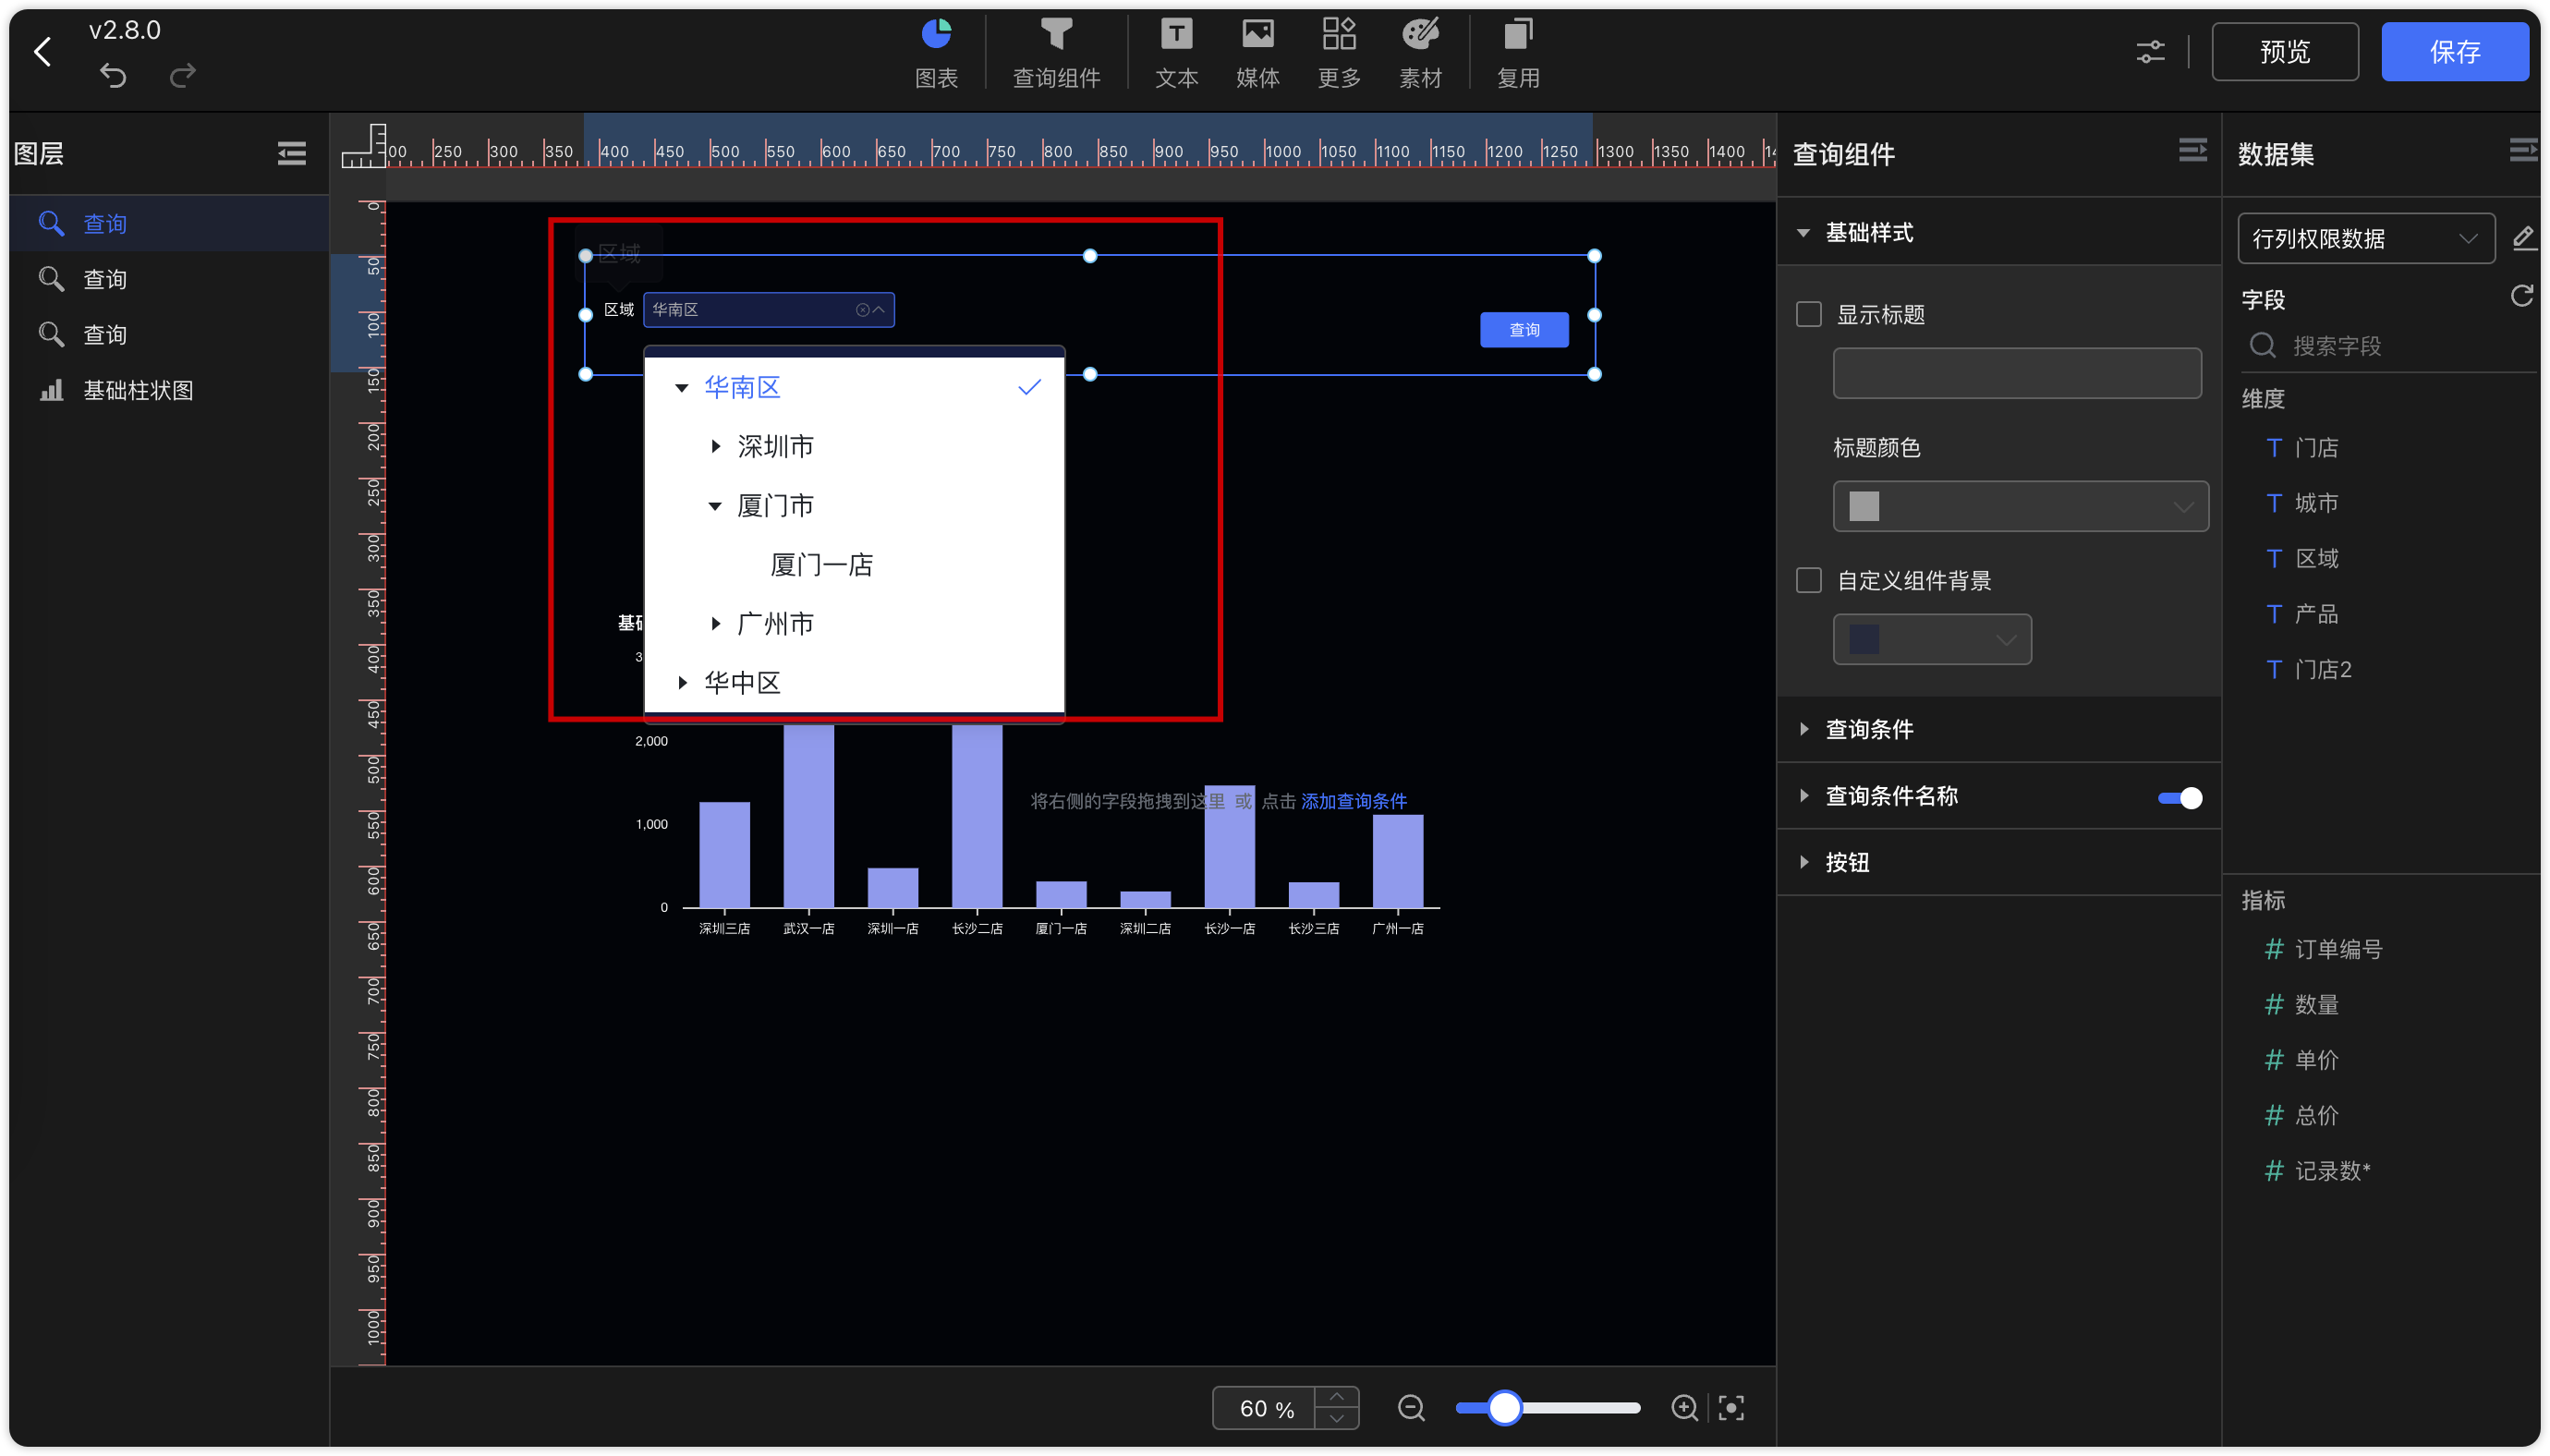 v2.8.0
图表
查询组件
文本
媒体
更多
素材
复用
预览
保存
图层
查询
查询
查询
基础柱状图
00 250 300 350 400 450 500 550 600 650 700 750 800 850 900 950 1000 1050 1100 1150 1200 1250 1300 1350 1400 14
0
50
100
150
200
250
300
350
400
450
500
550
600
650
700
750
800
850
900
950
1000
区域
区域 华南区
查询
华南区
深圳市
厦门市
厦门一店
广州市
华中区
基础
3
2,000
1,000
0
将右侧的字段拖拽到这里 或 点击 添加查询条件
深圳三店 武汉一店 深圳一店 长沙二店 厦门一店 深圳二店 长沙一店 长沙三店 广州一店
60 %
查询组件
基础样式
显示标题
标题颜色
自定义组件背景
查询条件
查询条件名称
按钮
数据集
行列权限数据
字段
搜索字段
维度
T 门店
T 城市
T 区域
T 产品
T 门店2
指标
# 订单编号
# 数量
# 单价
# 总价
# 记录数*